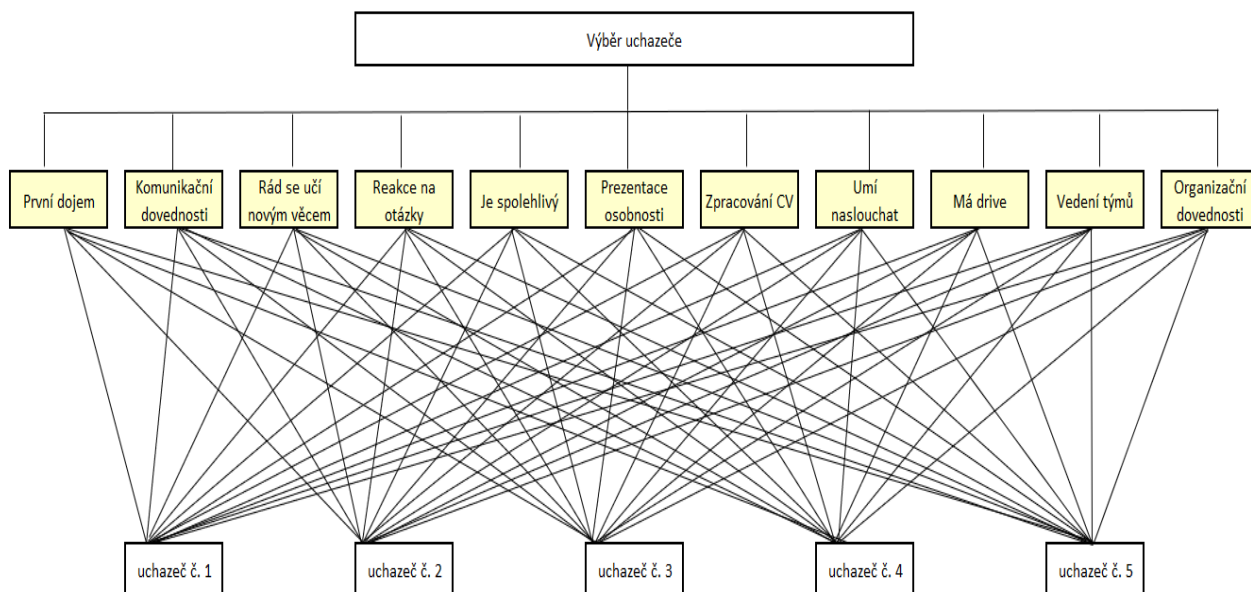 Výběr uchazeče
První dojem
Komunikační
dovednosti
Rád se učí
novým věcem
Reakce na
otázky
Je spolehlivý
Prezentace
osobnosti
Zpracování CV
Umí
naslouchat
Má drive
Vedení týmů
Organizační
dovednosti
uchazeč č. 1
uchazeč č. 2
uchazeč č. 3
uchazeč č. 4
uchazeč č. 5